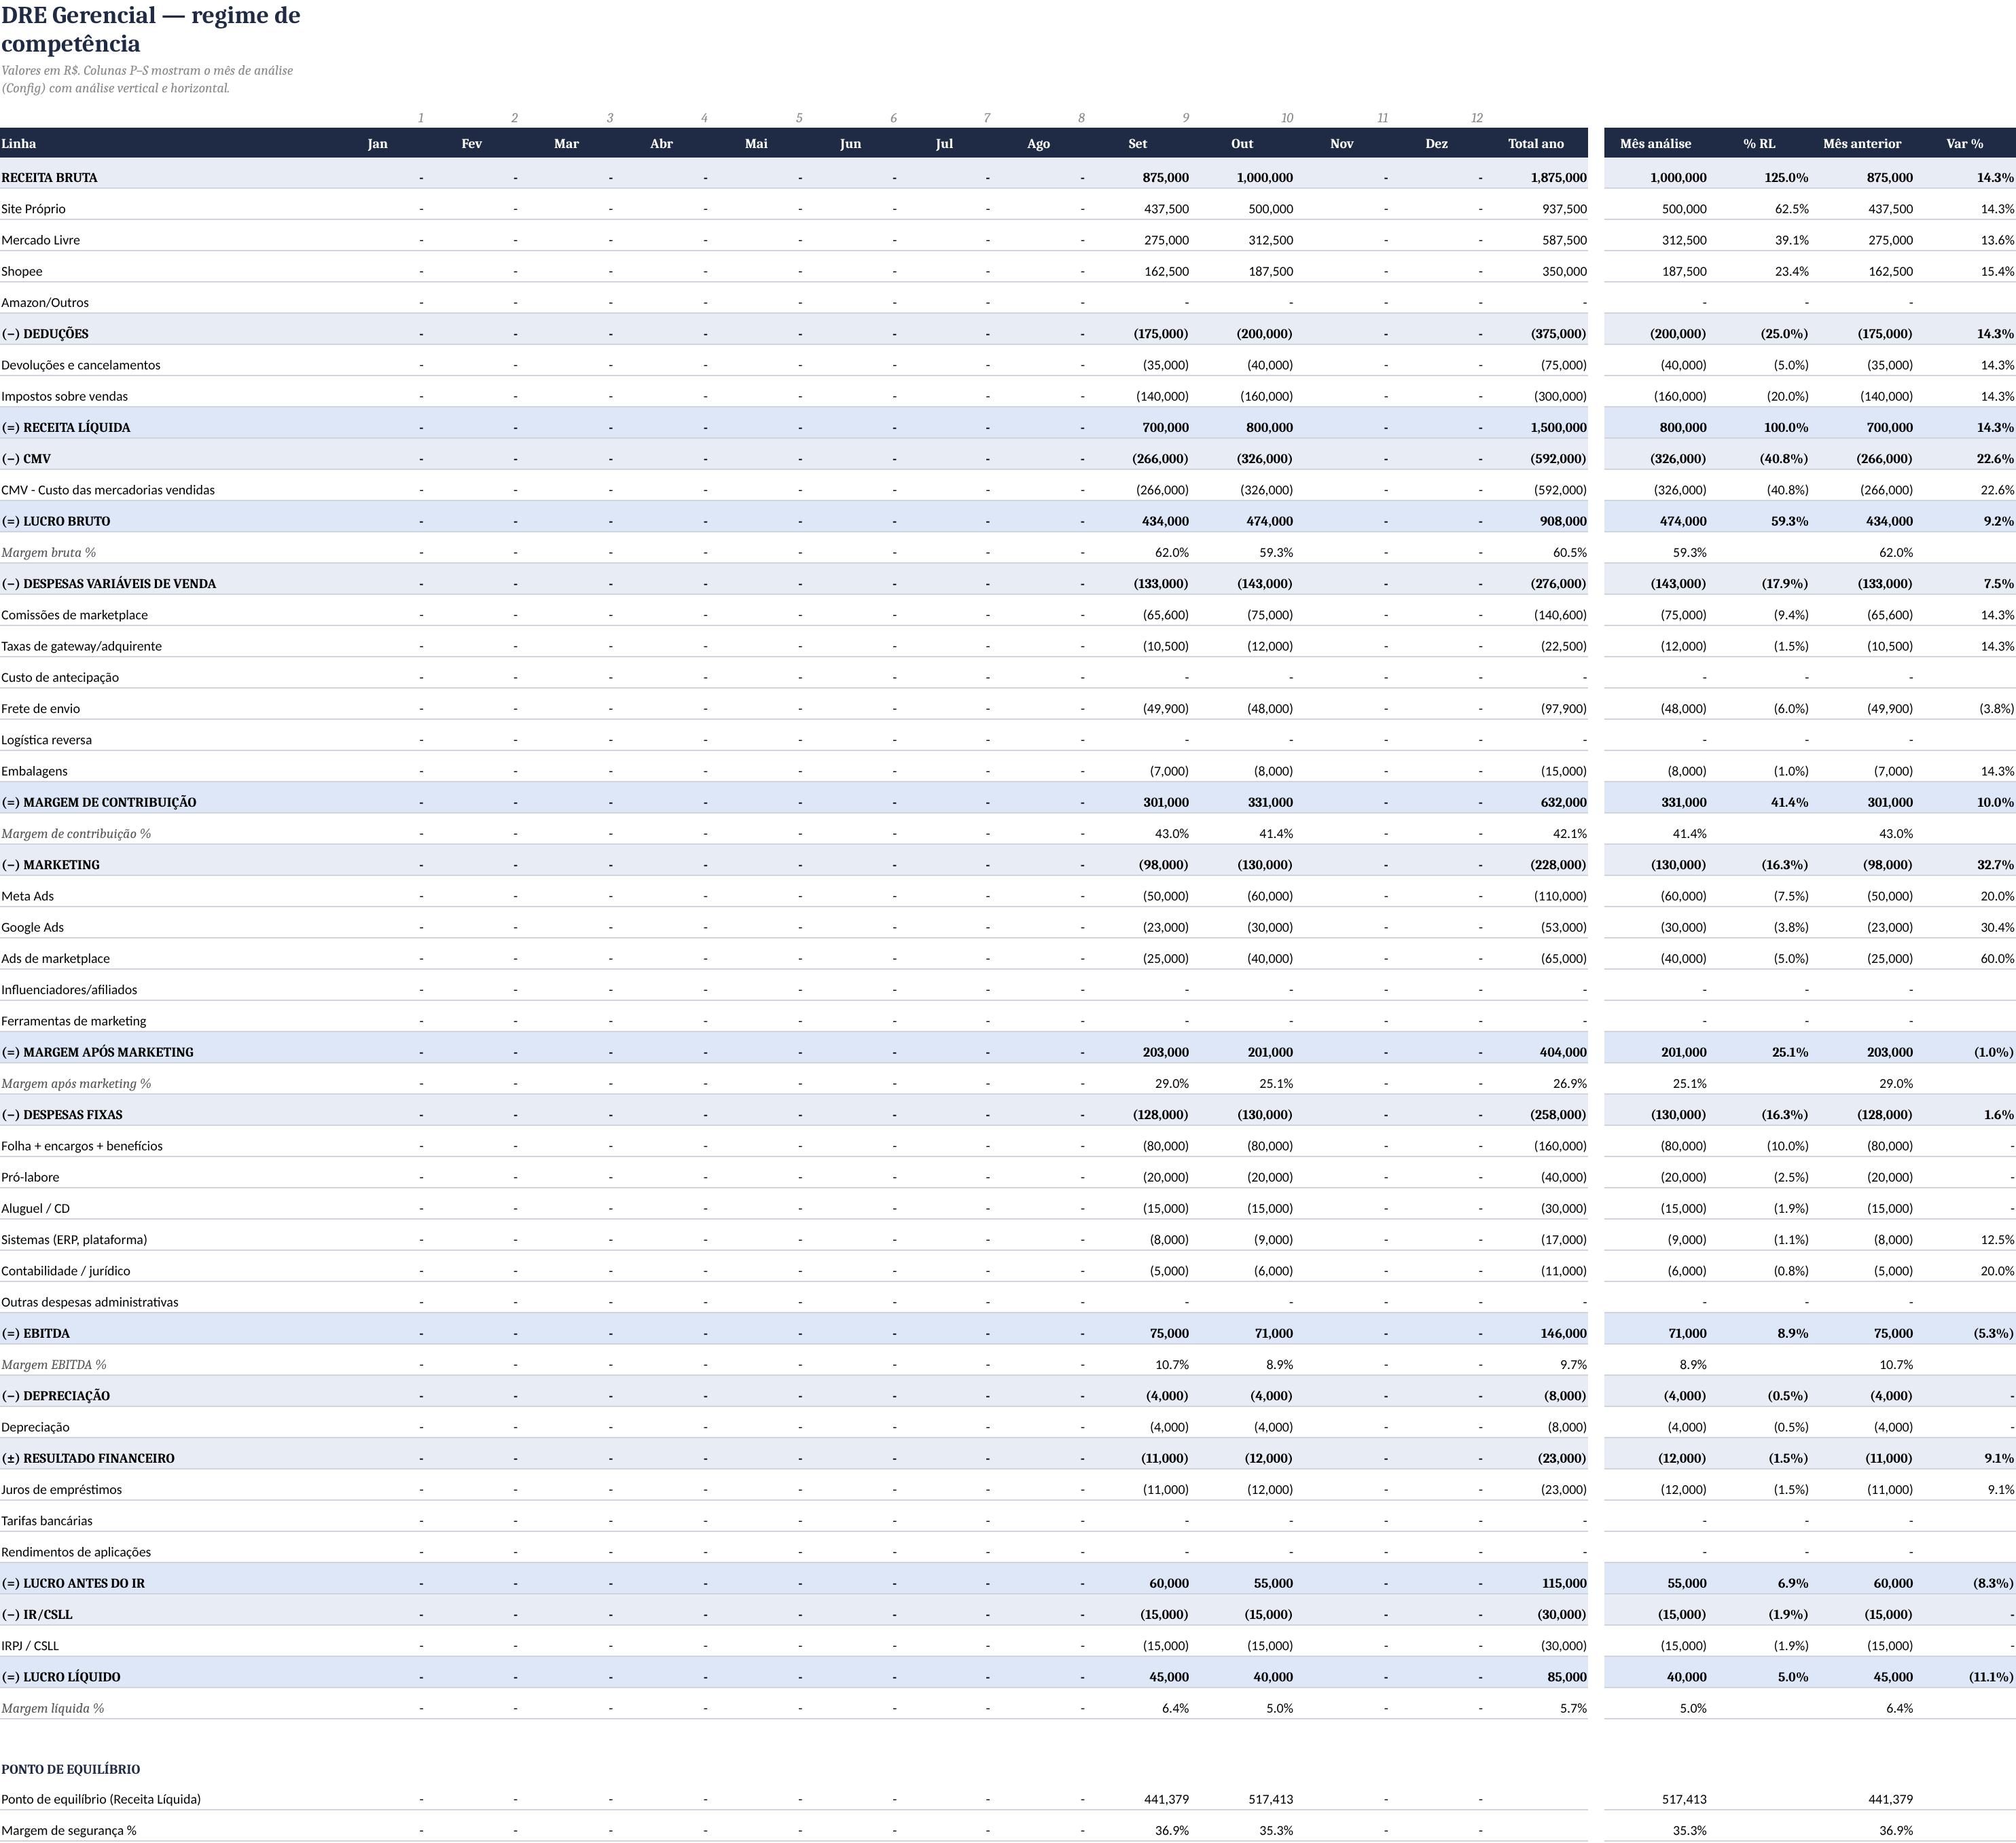 DRE Gerencial — regime de
competência
Valores em R$. Colunas P–S mostram o mês de análise
(Config) com análise vertical e horizontal.
1 2 3 4 5 6 7 8 9 10 11 12
Linha Jan Fev Mar Abr Mai Jun Jul Ago Set Out Nov Dez Total ano Mês análise % RL Mês anterior Var %
RECEITA BRUTA - - - - - - - - 875,000 1,000,000 - - 1,875,000 1,000,000 125.0% 875,000 14.3%
Site Próprio - - - - - - - - 437,500 500,000 - - 937,500 500,000 62.5% 437,500 14.3%
Mercado Livre - - - - - - - - 275,000 312,500 - - 587,500 312,500 39.1% 275,000 13.6%
Shopee - - - - - - - - 162,500 187,500 - - 350,000 187,500 23.4% 162,500 15.4%
Amazon/Outros - - - - - - - - - - - - - - - -
(−) DEDUÇÕES - - - - - - - - (175,000) (200,000) - - (375,000) (200,000) (25.0%) (175,000) 14.3%
Devoluções e cancelamentos - - - - - - - - (35,000) (40,000) - - (75,000) (40,000) (5.0%) (35,000) 14.3%
Impostos sobre vendas - - - - - - - - (140,000) (160,000) - - (300,000) (160,000) (20.0%) (140,000) 14.3%
(=) RECEITA LÍQUIDA - - - - - - - - 700,000 800,000 - - 1,500,000 800,000 100.0% 700,000 14.3%
(−) CMV - - - - - - - - (266,000) (326,000) - - (592,000) (326,000) (40.8%) (266,000) 22.6%
CMV - Custo das mercadorias vendidas - - - - - - - - (266,000) (326,000) - - (592,000) (326,000) (40.8%) (266,000) 22.6%
(=) LUCRO BRUTO - - - - - - - - 434,000 474,000 - - 908,000 474,000 59.3% 434,000 9.2%
Margem bruta % - - - - - - - - 62.0% 59.3% - - 60.5% 59.3% 62.0%
(−) DESPESAS VARIÁVEIS DE VENDA - - - - - - - - (133,000) (143,000) - - (276,000) (143,000) (17.9%) (133,000) 7.5%
Comissões de marketplace - - - - - - - - (65,600) (75,000) - - (140,600) (75,000) (9.4%) (65,600) 14.3%
Taxas de gateway/adquirente - - - - - - - - (10,500) (12,000) - - (22,500) (12,000) (1.5%) (10,500) 14.3%
Custo de antecipação - - - - - - - - - - - - - - - -
Frete de envio - - - - - - - - (49,900) (48,000) - - (97,900) (48,000) (6.0%) (49,900) (3.8%)
Logística reversa - - - - - - - - - - - - - - - -
Embalagens - - - - - - - - (7,000) (8,000) - - (15,000) (8,000) (1.0%) (7,000) 14.3%
(=) MARGEM DE CONTRIBUIÇÃO - - - - - - - - 301,000 331,000 - - 632,000 331,000 41.4% 301,000 10.0%
Margem de contribuição % - - - - - - - - 43.0% 41.4% - - 42.1% 41.4% 43.0%
(−) MARKETING - - - - - - - - (98,000) (130,000) - - (228,000) (130,000) (16.3%) (98,000) 32.7%
Meta Ads - - - - - - - - (50,000) (60,000) - - (110,000) (60,000) (7.5%) (50,000) 20.0%
Google Ads - - - - - - - - (23,000) (30,000) - - (53,000) (30,000) (3.8%) (23,000) 30.4%
Ads de marketplace - - - - - - - - (25,000) (40,000) - - (65,000) (40,000) (5.0%) (25,000) 60.0%
Influenciadores/afiliados - - - - - - - - - - - - - - - -
Ferramentas de marketing - - - - - - - - - - - - - - - -
(=) MARGEM APÓS MARKETING - - - - - - - - 203,000 201,000 - - 404,000 201,000 25.1% 203,000 (1.0%)
Margem após marketing % - - - - - - - - 29.0% 25.1% - - 26.9% 25.1% 29.0%
(−) DESPESAS FIXAS - - - - - - - - (128,000) (130,000) - - (258,000) (130,000) (16.3%) (128,000) 1.6%
Folha + encargos + benefícios - - - - - - - - (80,000) (80,000) - - (160,000) (80,000) (10.0%) (80,000) -
Pró-labore - - - - - - - - (20,000) (20,000) - - (40,000) (20,000) (2.5%) (20,000) -
Aluguel / CD - - - - - - - - (15,000) (15,000) - - (30,000) (15,000) (1.9%) (15,000) -
Sistemas (ERP, plataforma) - - - - - - - - (8,000) (9,000) - - (17,000) (9,000) (1.1%) (8,000) 12.5%
Contabilidade / jurídico - - - - - - - - (5,000) (6,000) - - (11,000) (6,000) (0.8%) (5,000) 20.0%
Outras despesas administrativas - - - - - - - - - - - - - - - -
(=) EBITDA - - - - - - - - 75,000 71,000 - - 146,000 71,000 8.9% 75,000 (5.3%)
Margem EBITDA % - - - - - - - - 10.7% 8.9% - - 9.7% 8.9% 10.7%
(−) DEPRECIAÇÃO - - - - - - - - (4,000) (4,000) - - (8,000) (4,000) (0.5%) (4,000) -
Depreciação - - - - - - - - (4,000) (4,000) - - (8,000) (4,000) (0.5%) (4,000) -
(±) RESULTADO FINANCEIRO - - - - - - - - (11,000) (12,000) - - (23,000) (12,000) (1.5%) (11,000) 9.1%
Juros de empréstimos - - - - - - - - (11,000) (12,000) - - (23,000) (12,000) (1.5%) (11,000) 9.1%
Tarifas bancárias - - - - - - - - - - - - - - - -
Rendimentos de aplicações - - - - - - - - - - - - - - - -
(=) LUCRO ANTES DO IR - - - - - - - - 60,000 55,000 - - 115,000 55,000 6.9% 60,000 (8.3%)
(−) IR/CSLL - - - - - - - - (15,000) (15,000) - - (30,000) (15,000) (1.9%) (15,000) -
IRPJ / CSLL - - - - - - - - (15,000) (15,000) - - (30,000) (15,000) (1.9%) (15,000) -
(=) LUCRO LÍQUIDO - - - - - - - - 45,000 40,000 - - 85,000 40,000 5.0% 45,000 (11.1%)
Margem líquida % - - - - - - - - 6.4% 5.0% - - 5.7% 5.0% 6.4%
PONTO DE EQUILÍBRIO
Ponto de equilíbrio (Receita Líquida) - - - - - - - - 441,379 517,413 - - 517,413 441,379
Margem de segurança % - - - - - - - - 36.9% 35.3% - - 35.3% 36.9%